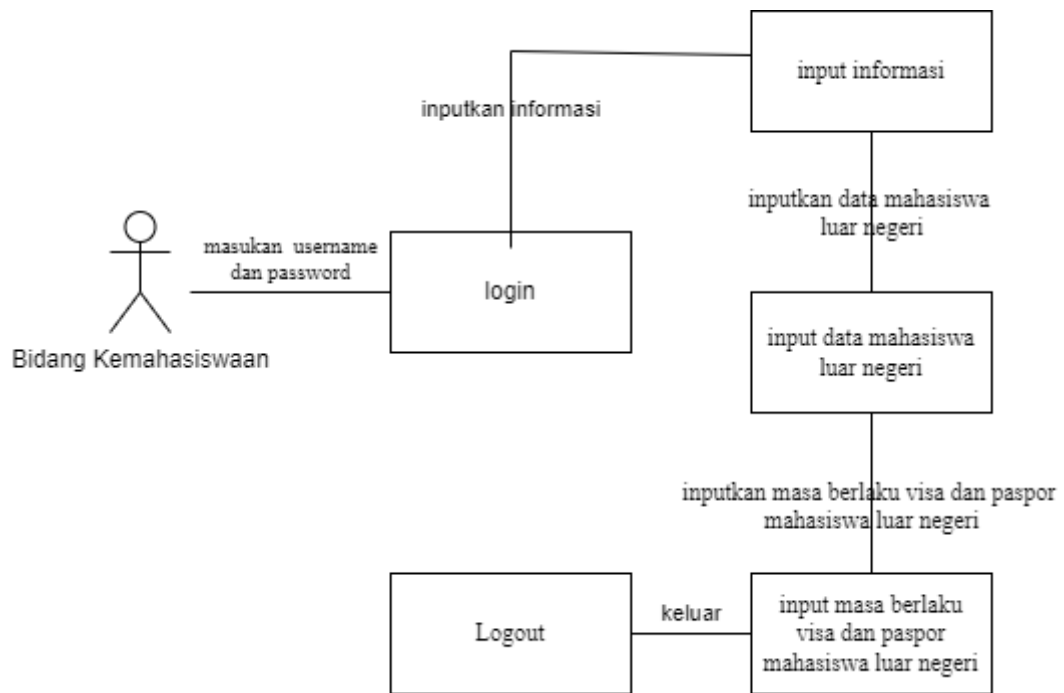 input informasi
inputkan informasi
inputkan data mahasiswa
luar negeri
masukan username
dan password
login
Bidang Kemahasiswaan
input data mahasiswa
luar negeri
inputkan masa berlaku visa dan paspor
mahasiswa luar negeri
Logout
keluar
input masa berlaku
visa dan paspor
mahasiswa luar negeri